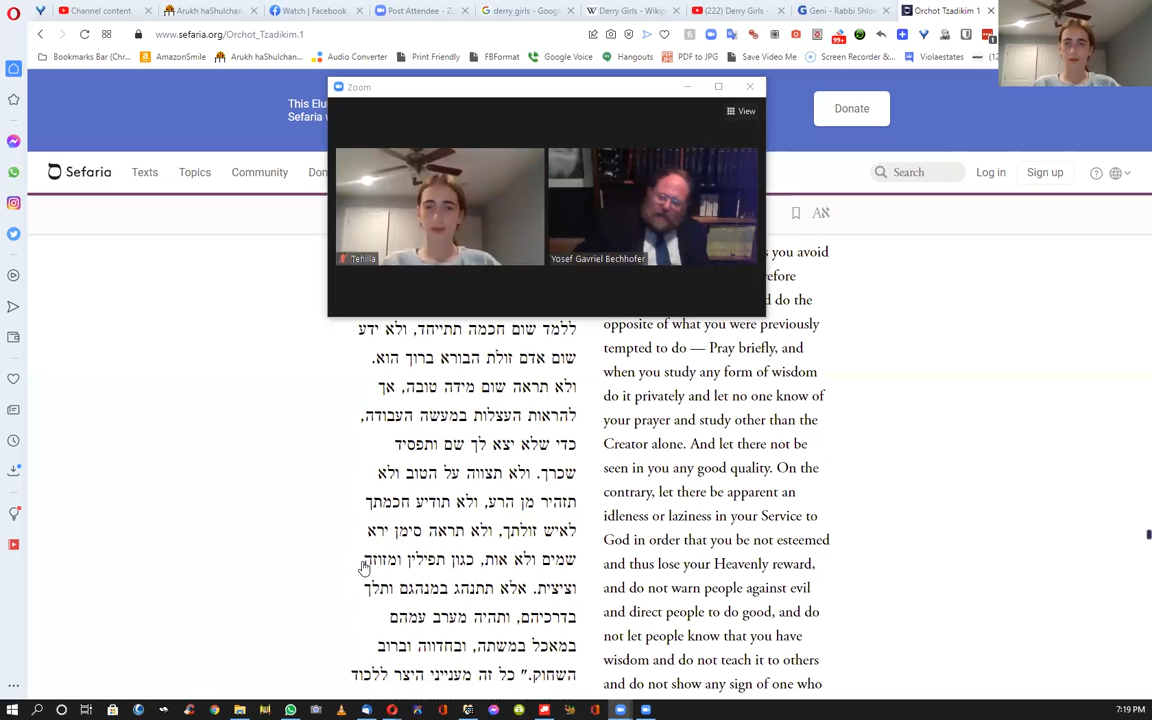 Channel content -
Arukh haShulchan
Watch | Facebook
Post Attendee - Zo
derry girls - Goog
Derry Girls - Wikip
(222) Derry Girls -
Geni - Rabbi Shlo
Orchot_Tzadikim 1
www.sefaria.org/Orchot_Tzadikim.1
99+
Bookmarks Bar (Ch...
AmazonSmile
Arukh haShulchan...
Audio Converter
Print Friendly
FBFormat
Google Voice
Hangouts
PDF to JPG
Save Video Me
Screen Recorder &...
Violaestates
This Elu
Sefaria w
Donate
Zoom
View
Tehilla
Yosef Gavriel Bechhofer
Sefaria
Texts
Topics
Community
Don
Search
Log in
Sign up
Aא
ללמד שום חכמה תתייחד, ולא ידע
שום אדם זולת הבורא ברוך הוא.
ולא תראה שום מידה טובה, אך
להראות העצלות במעשה העבודה,
כדי שלא יצא לך שם ותפסיד
שכרך. ולא תצווה על הטוב ולא
תזהיר מן הרע, ולא תודיע חכמתך
לאיש זולתך, ולא תראה סימן ירא
שמים ולא אות, כגון תפילין ומזוזה
וציצית. אלא תתנהג במנהגם ותלך
בדרכיהם, ותהיה מערב עמהם
במאכל במשתה, ובחדווה וברוב
השחוק." כל זה מענייני היצר ללכוד
s you avoid
refore
d do the
opposite of what you were previously
tempted to do — Pray briefly, and
when you study any form of wisdom
do it privately and let no one know of
your prayer and study other than the
Creator alone. And let there not be
seen in you any good quality. On the
contrary, let there be apparent an
idleness or laziness in your Service to
God in order that you be not esteemed
and thus lose your Heavenly reward,
and do not warn people against evil
and direct people to do good, and do
not let people know that you have
wisdom and do not teach it to others
and do not show any sign of one who
7:19 PM